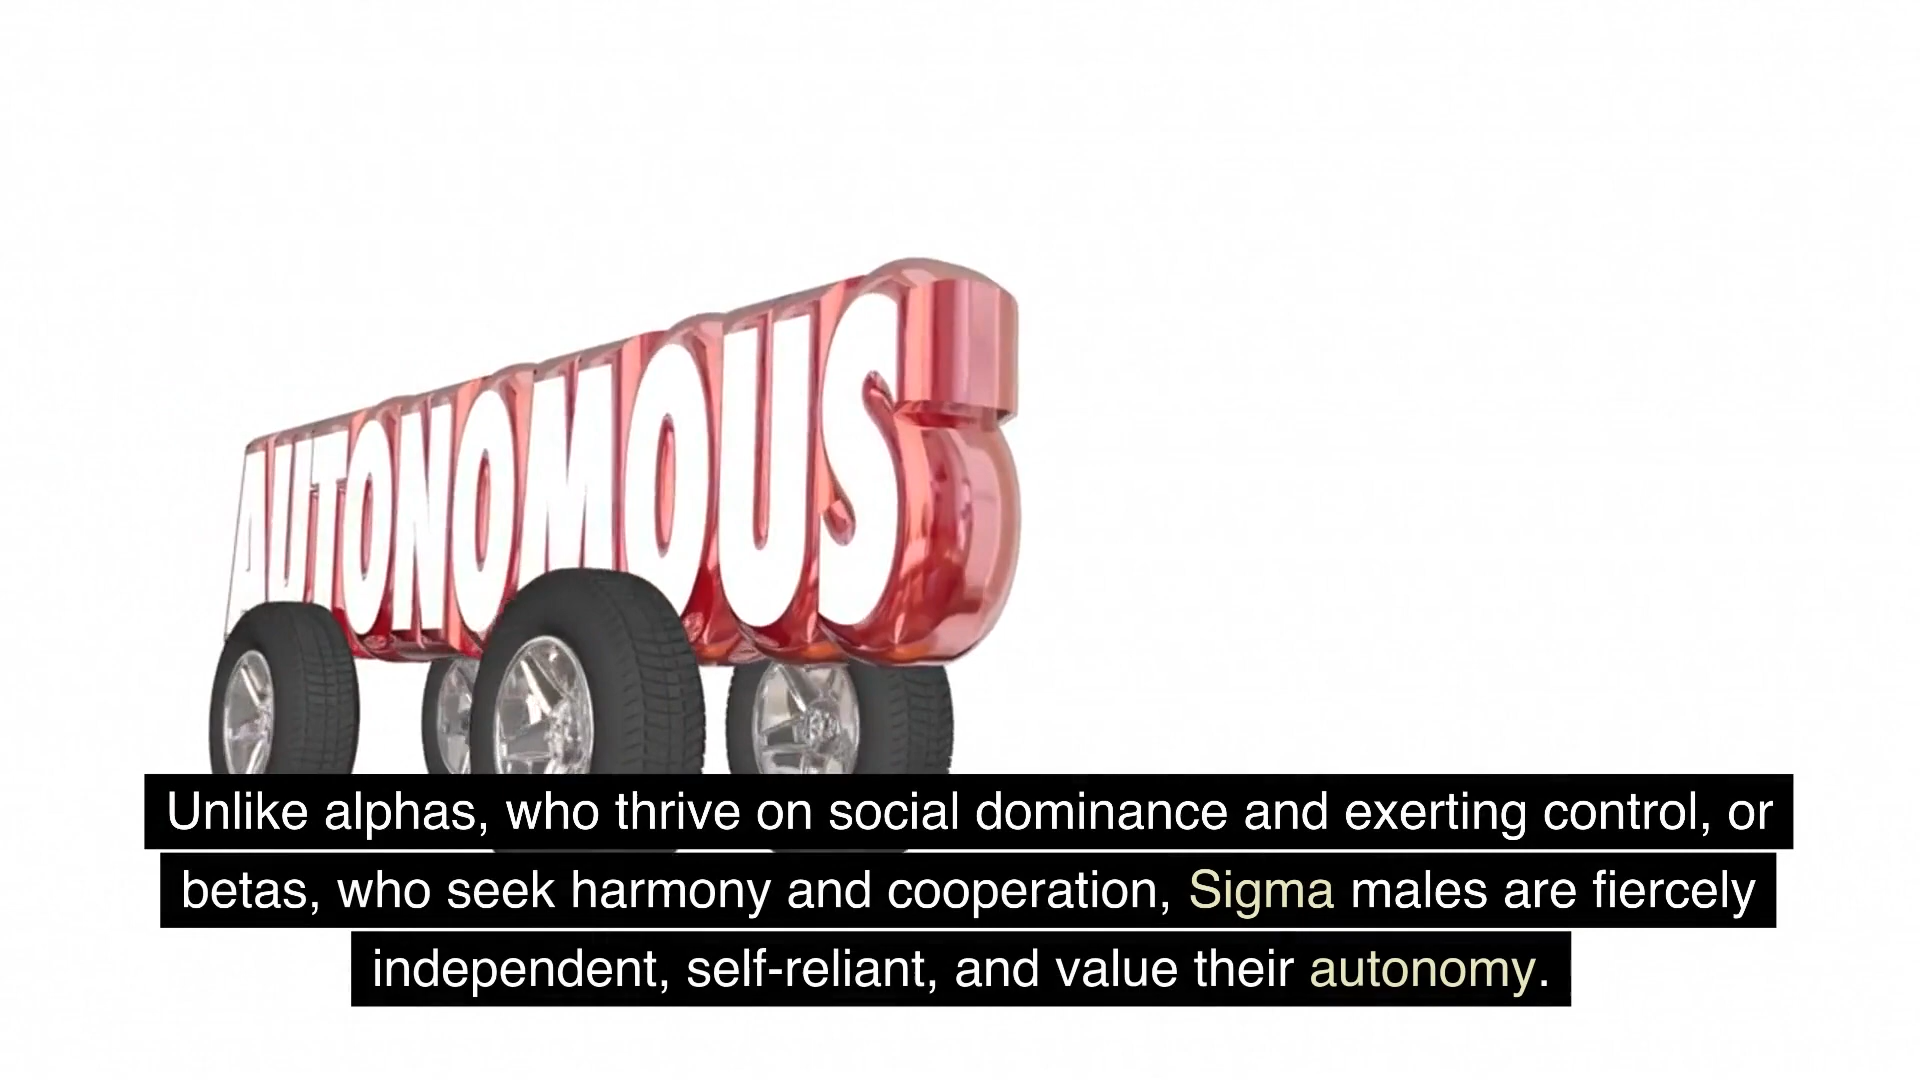 AUTONOMOUS
Unlike alphas, who thrive on social dominance and exerting control, or
betas, who seek harmony and cooperation, Sigma males are fiercely
independent, self-reliant, and value their autonomy.